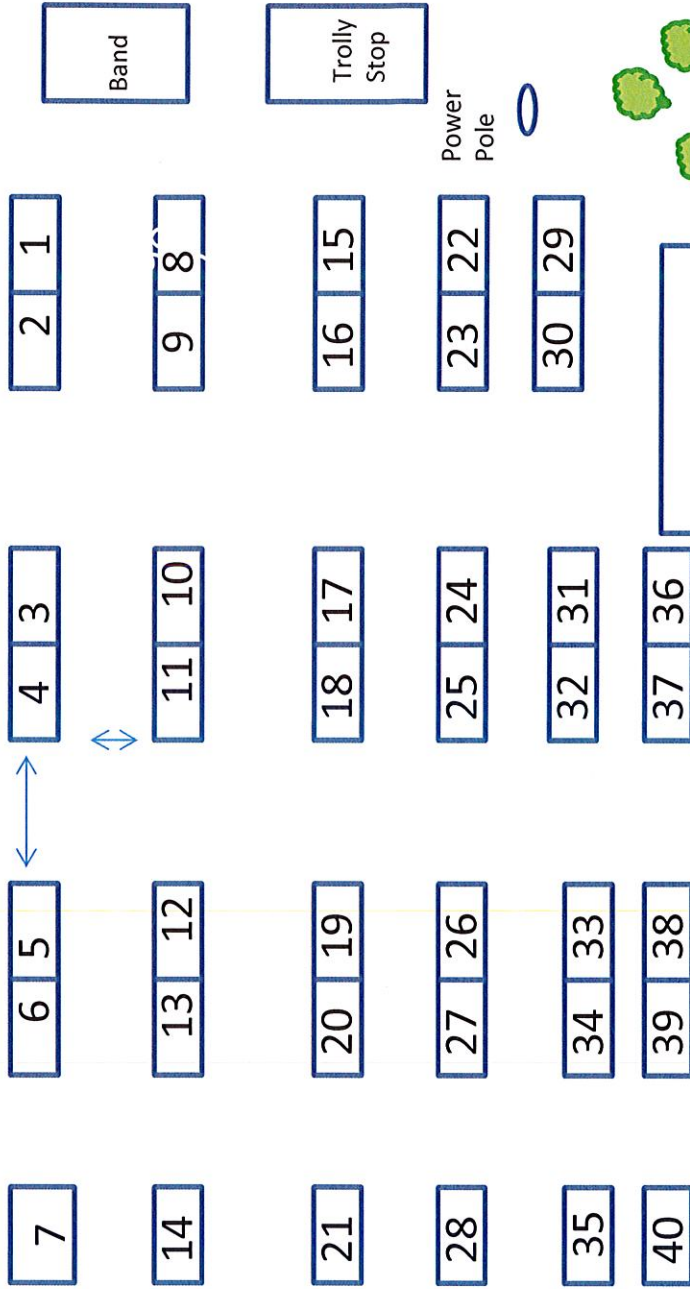 7 6 5 4 3 2 1
Band
14 13 12 11 10 9 8
Trolly
Stop
21 20 19 18 17 16 15
Power
Pole
28 27 26 25 24 23 22
35 34 33 32 31 30 29
40 39 38 37 36